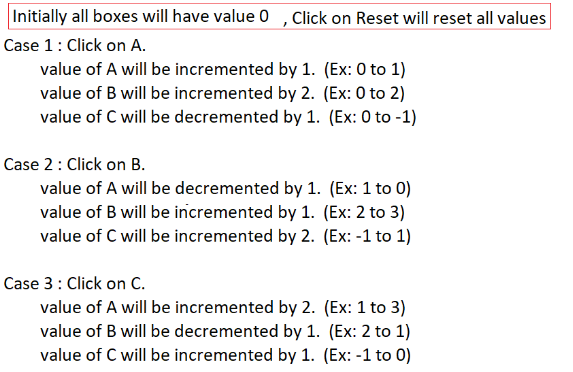 Initially all boxes will have value 0 , Click on Reset will reset all values
Case 1 : Click on A.
value of A will be incremented by 1. (Ex: 0 to 1)
value of B will be incremented by 2. (Ex: 0 to 2)
value of C will be decremented by 1. (Ex: 0 to -1)
Case 2 : Click on B.
value of A will be decremented by 1. (Ex: 1 to 0)
value of B will be incremented by 1. (Ex: 2 to 3)
value of C will be incremented by 2. (Ex: -1 to 1)
Case 3 : Click on C.
value of A will be incremented by 2. (Ex: 1 to 3)
value of B will be decremented by 1. (Ex: 2 to 1)
value of C will be incremented by 1. (Ex: -1 to 0)